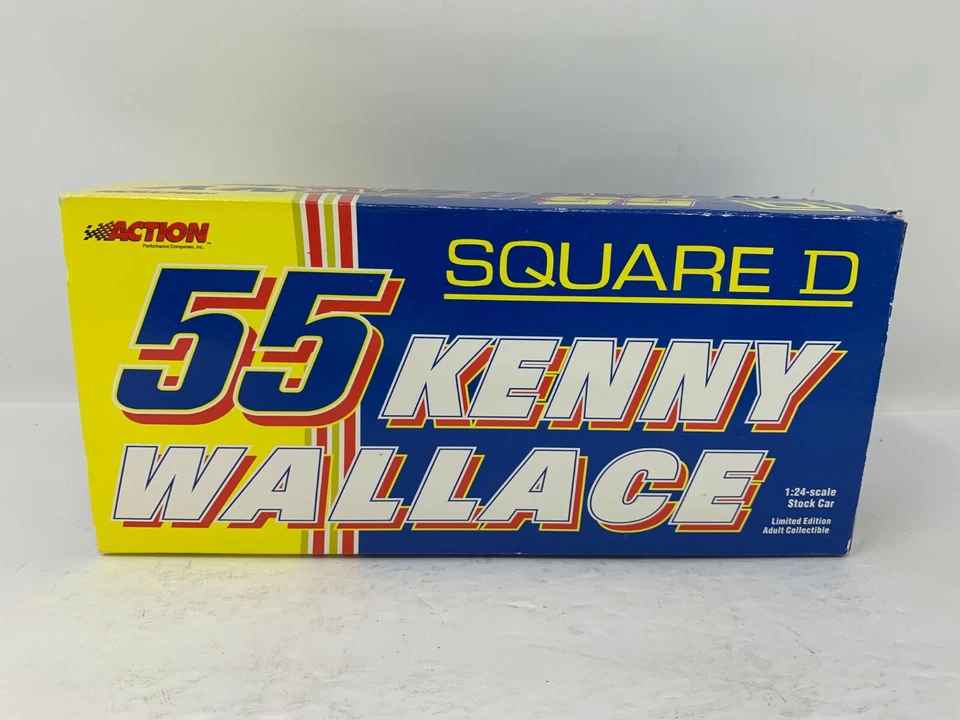 ACTION
Performance Companies, Inc.
SQUARE D
55 KENNY
WALLACE
1:24-scale
Stock Car
Limited Edition
Adult Collectible